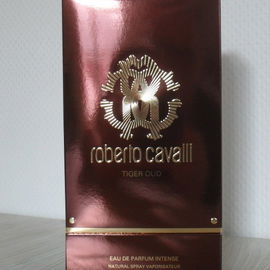 roberto cavalli
TIGER OUD
EAU DE PARFUM INTENSE
NATURAL SPRAY VAPORISATEUR